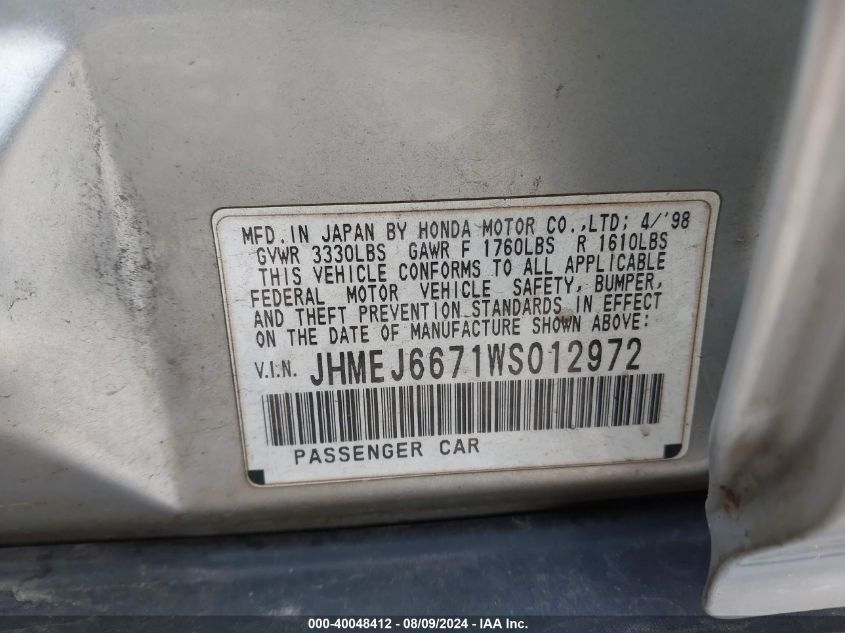 MFD. IN JAPAN BY HONDA MOTOR CO.,LTD; 4/'98
GVWR 3330LBS GAWR F 1760LBS R 1610LBS
THIS VEHICLE CONFORMS TO ALL APPLICABLE
FEDERAL MOTOR VEHICLE SAFETY, BUMPER,
AND THEFT PREVENTION STANDARDS IN EFFECT
ON THE DATE OF MANUFACTURE SHOWN ABOVE:
V.I.N. JHMEJ6671WS012972
PASSENGER CAR
000-40048412 - 08/09/2024 - IAA Inc.